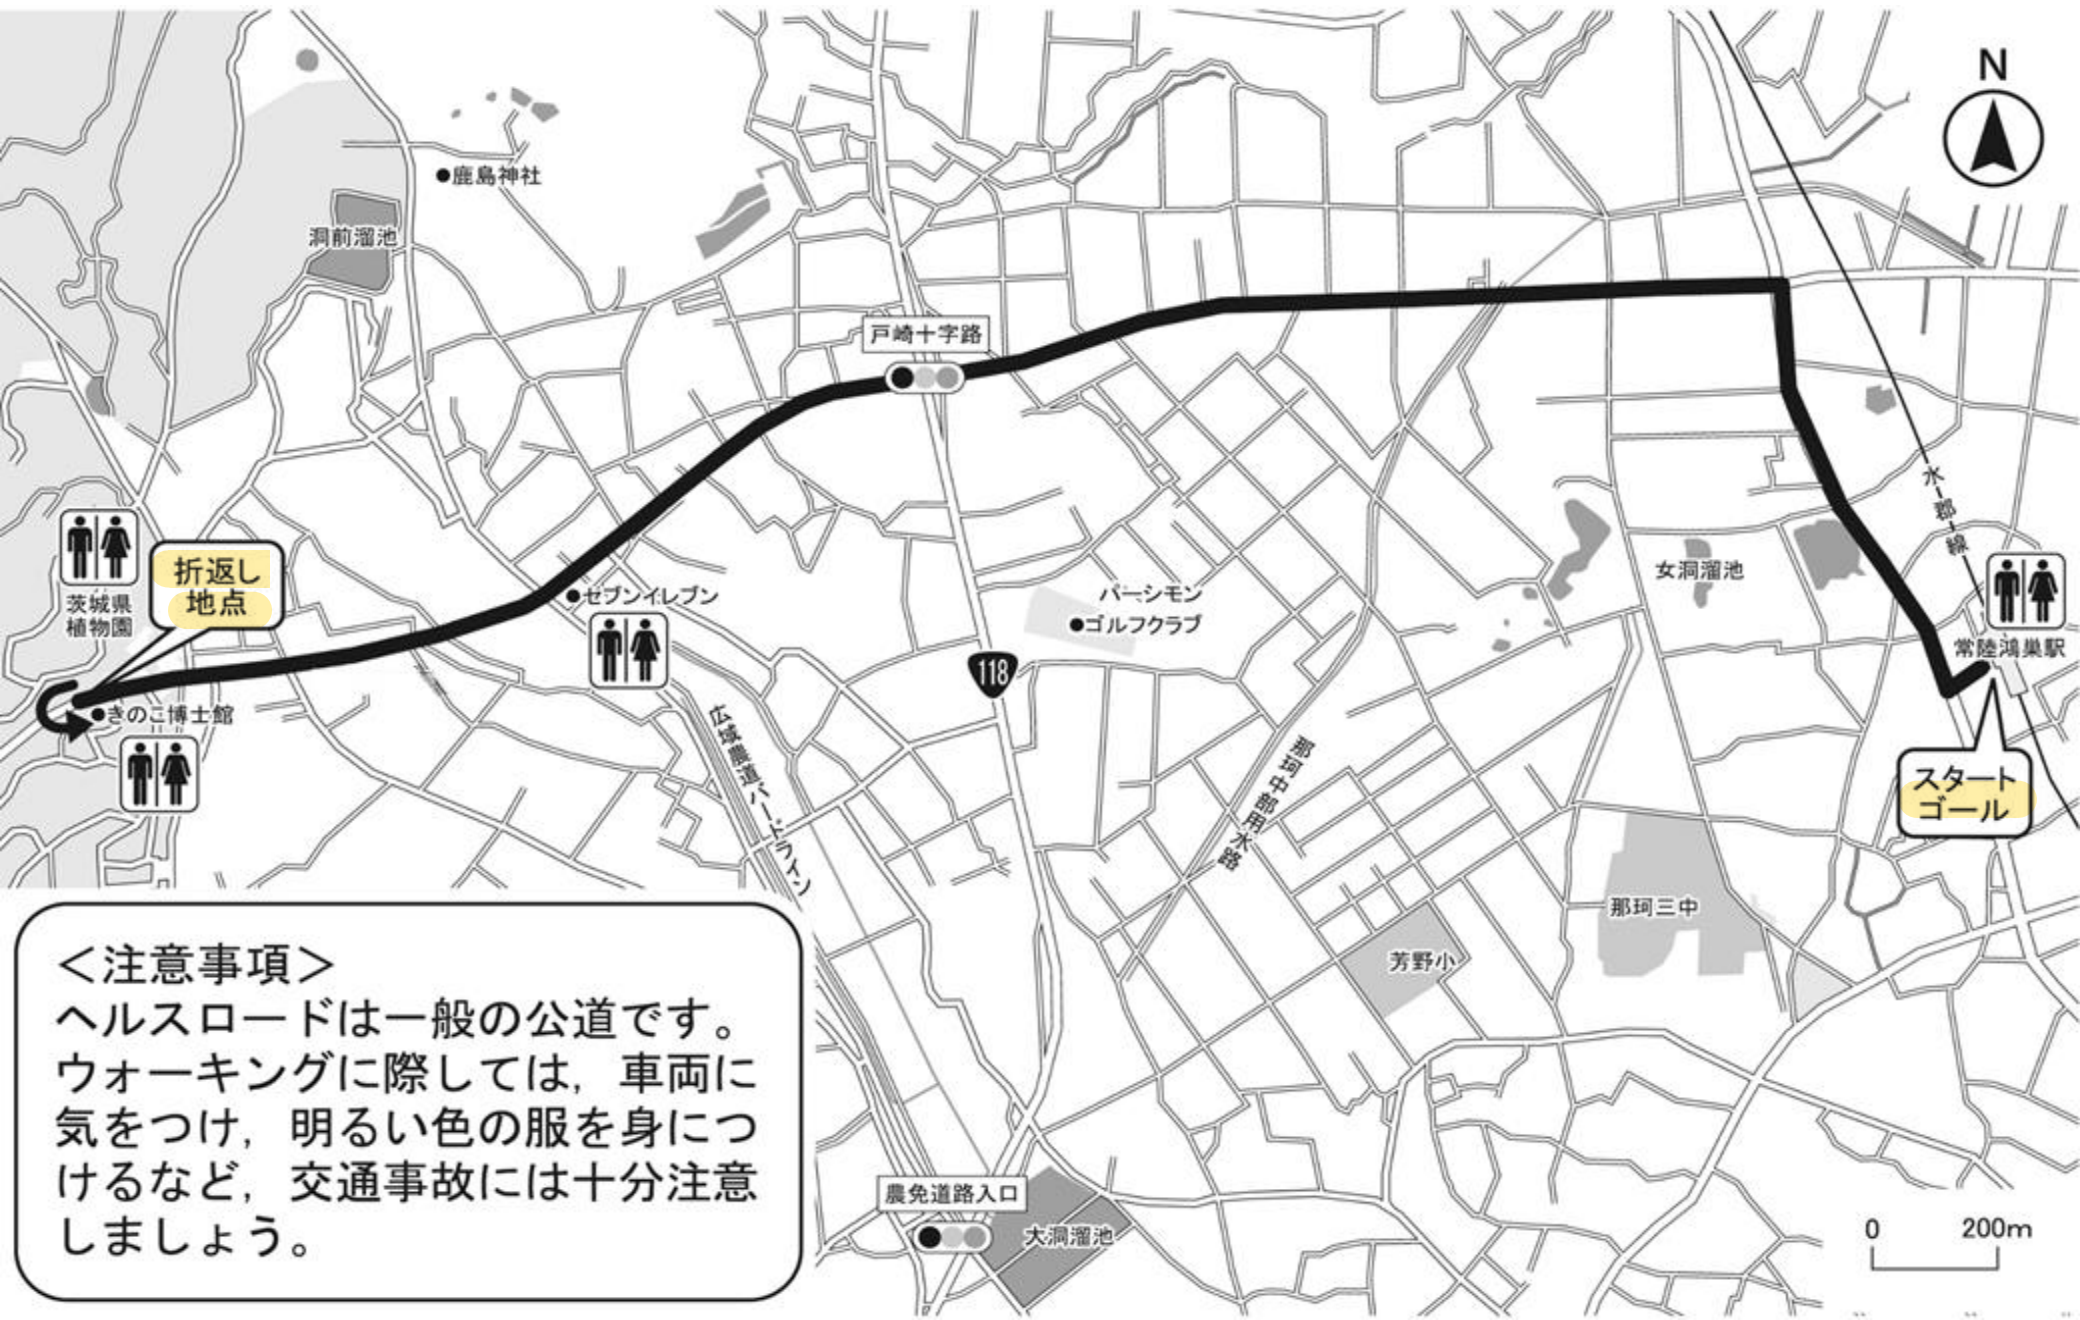 N
鹿島神社
洞前溜池
戸崎十字路
水郡線
茨城県
植物園
折返し
地点
セブンイレブン
パーシモン
ゴルフクラブ
女洞溜池
常陸鴻巣駅
118
きのこ博士館
広域農道バードライン
那珂中部用水路
スタート
ゴール
那珂三中
芳野小
＜注意事項＞
ヘルスロードは一般の公道です。
ウォーキングに際しては，車両に
気をつけ，明るい色の服を身につ
けるなど，交通事故には十分注意
しましょう。
農免道路入口
大洞溜池
0 200m